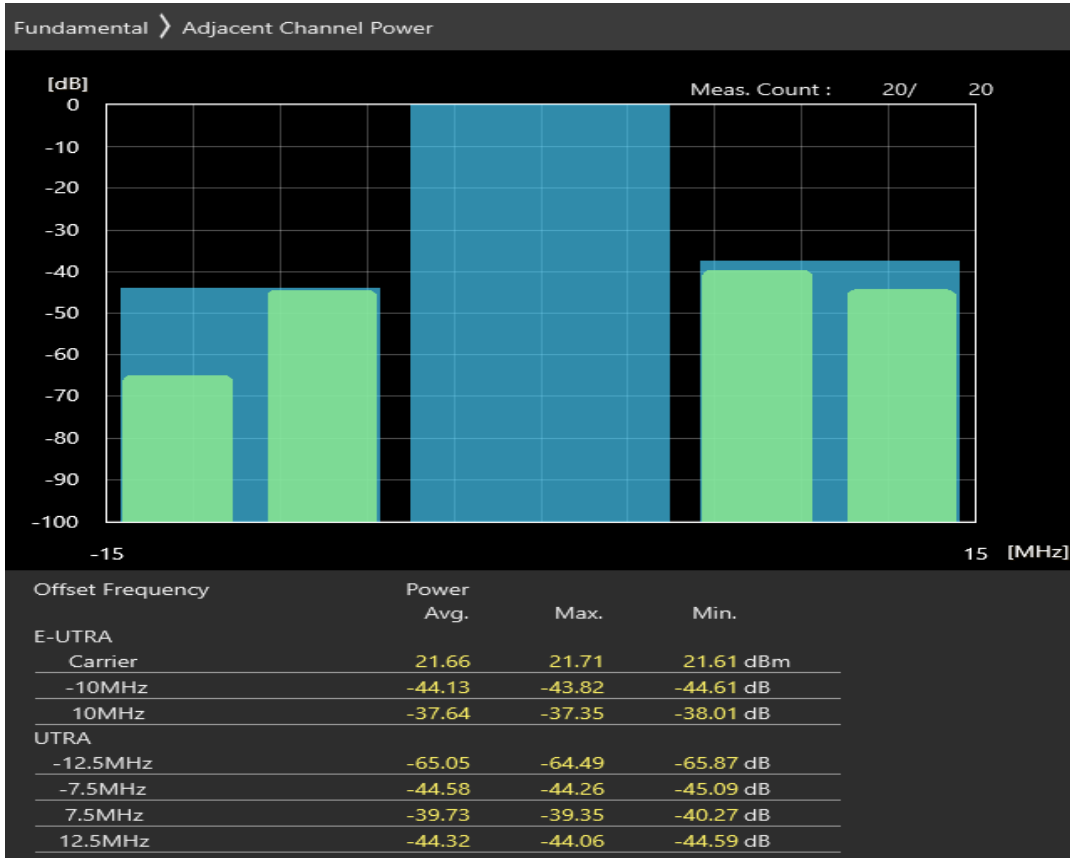 Fundamental 〉 Adjacent Channel Power
[dB]
Meas. Count : 20/ 20
0
-10
-20
-30
-40
-50
-60
-70
-80
-90
-100
-15 15 [MHz]
Offset Frequency Power
Avg. Max. Min.
E-UTRA
Carrier 21.66 21.71 21.61 dBm
-10MHz -44.13 -43.82 -44.61 dB
10MHz -37.64 -37.35 -38.01 dB
UTRA
-12.5MHz -65.05 -64.49 -65.87 dB
-7.5MHz -44.58 -44.26 -45.09 dB
7.5MHz -39.73 -39.35 -40.27 dB
12.5MHz -44.32 -44.06 -44.59 dB